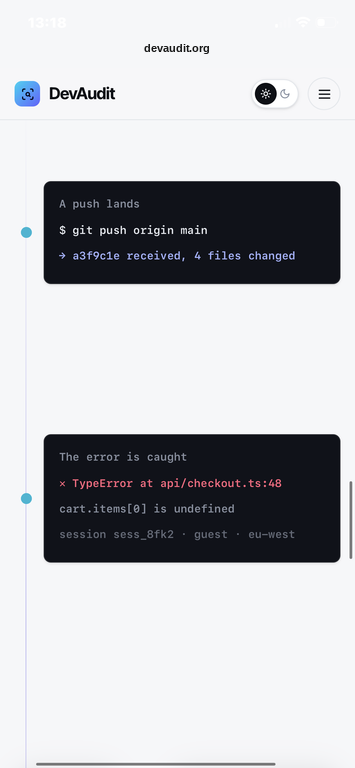 13:18
devaudit.org
DevAudit
A push lands
$ git push origin main
→ a3f9c1e received, 4 files changed
The error is caught
× TypeError at api/checkout.ts:48
cart.items[0] is undefined
session sess_8fk2 · guest · eu-west